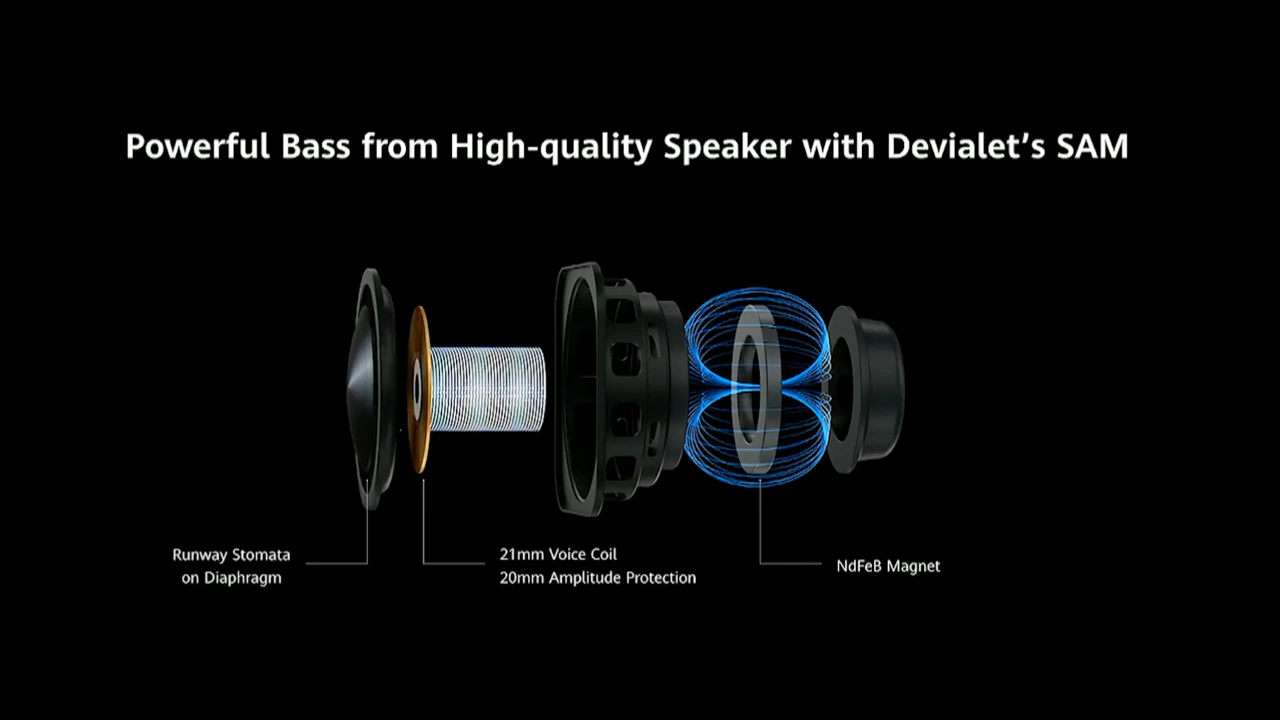 Powerful Bass from High-quality Speaker with Devialet’s SAM
Runway Stomata
on Diaphragm
21mm Voice Coil
20mm Amplitude Protection
NdFeB Magnet